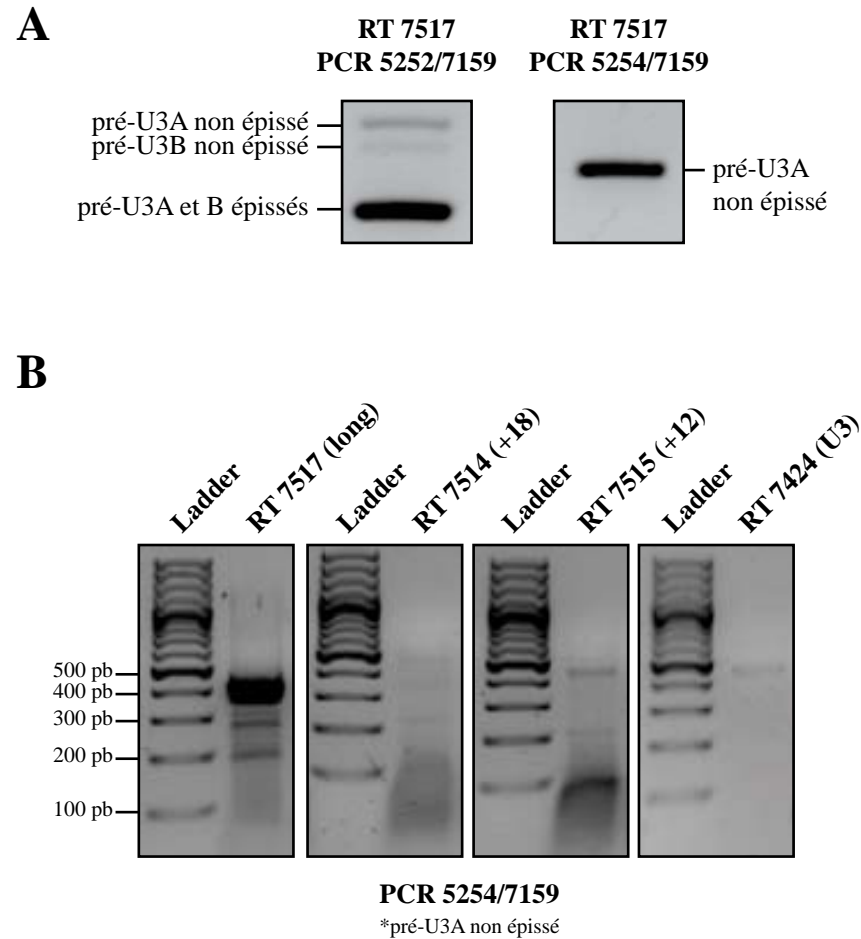 A
RT 7517
PCR 5252/7159
RT 7517
PCR 5254/7159
pré-U3A non épissé
pré-U3B non épissé
pré-U3A et B épissés
pré-U3A
non épissé
B
Ladder
RT 7517 (long)
Ladder
RT 7514 (+18)
Ladder
RT 7515 (+12)
Ladder
RT 7424 (U3)
500 pb
400 pb
300 pb
200 pb
100 pb
PCR 5254/7159
*pré-U3A non épissé